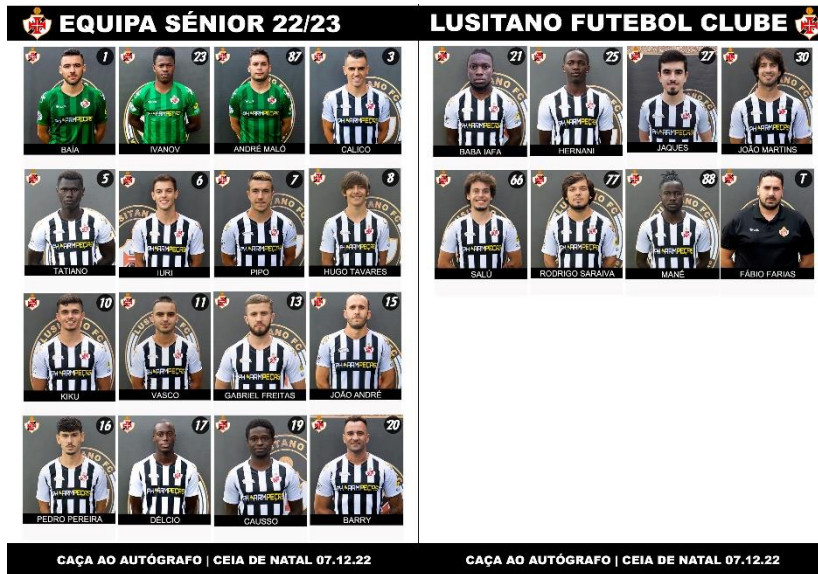 EQUIPA SÉNIOR 22/23
1
BAÍA
23
IVANOV
87
ANDRÉ MALÓ
3
CALICO
5
TATIANO
6
IURI
7
PIPO
8
HUGO TAVARES
10
KIKU
11
VASCO
13
GABRIEL FREITAS
15
JOÃO ANDRÉ
16
PEDRO PEREIRA
17
DÉLCIO
19
CAUSSO
20
BARRY
CAÇA AO AUTÓGRAFO | CEIA DE NATAL 07.12.22
LUSITANO FUTEBOL CLUBE
21
BABA IAFA
25
HERNANI
27
JAQUES
30
JOÃO MARTINS
66
SALÚ
77
RODRIGO SARAIVA
88
MANÉ
T
FÁBIO FARIAS
CAÇA AO AUTÓGRAFO | CEIA DE NATAL 07.12.22